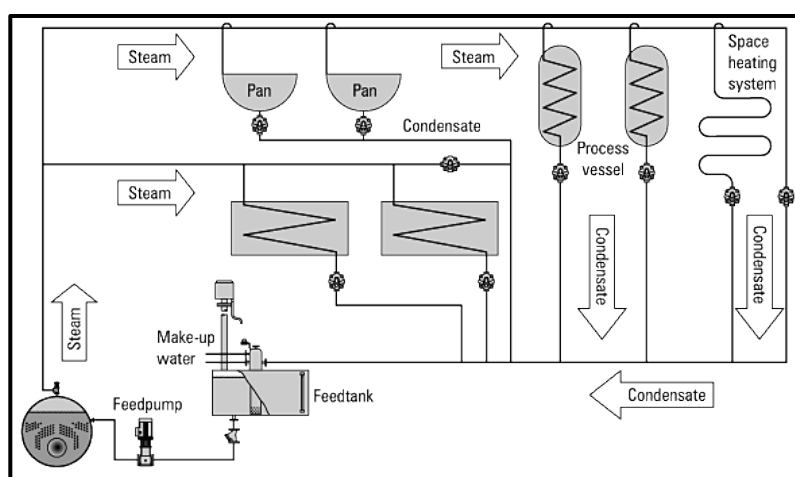 Steam
Steam
Space
heating
system
Pan
Pan
Condensate
Process
vessel
Steam
Condensate
Condensate
Steam
Make-up
water
Feedtank
Feedpump
Condensate